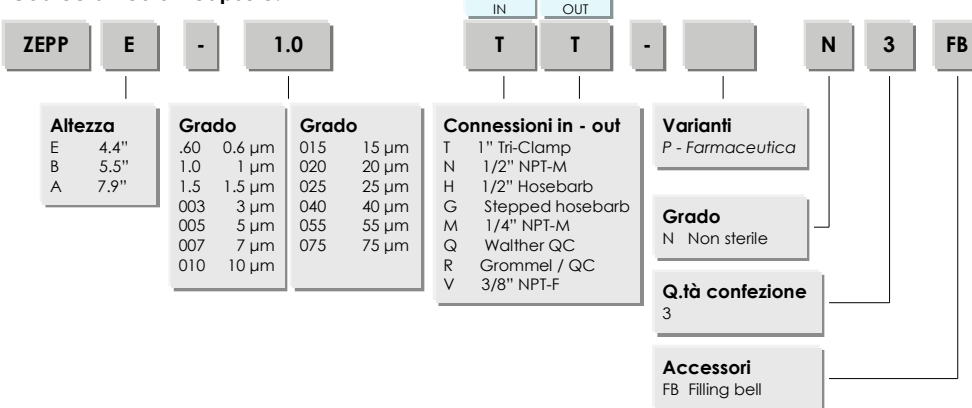 IN OUT
ZEPP E - 1.0 T T - N 3 FB
Altezza
E 4.4”
B 5.5”
A 7.9”
Grado
.60 0.6 µm
1.0 1 µm
1.5 1.5 µm
003 3 µm
005 5 µm
007 7 µm
010 10 µm
Grado
015 15 µm
020 20 µm
025 25 µm
040 40 µm
055 55 µm
075 75 µm
Connessioni in - out
T 1” Tri-Clamp
N 1/2” NPT-M
H 1/2” Hosebarb
G Stepped hosebarb
M 1/4” NPT-M
Q Walther QC
R Grommel / QC
V 3/8” NPT-F
Varianti
P - Farmaceutica
Grado
N Non sterile
Q.tà confezione
3
Accessori
FB Filling bell